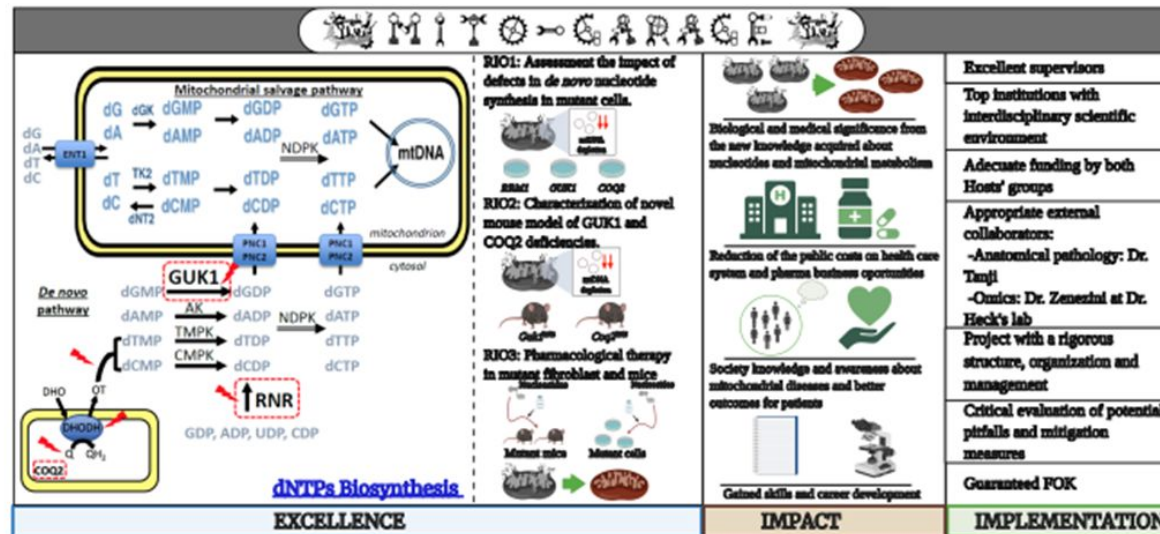 Mitochondrial salvage pathway
dG dGK dGMP dGDP dGTP
dA dAMP dADP dATP
NDPK
mtDNA
dG
dA
dT
dC
ENT1
dT TK2 dTMP dTDP dTTP
dC dNT2 dCMP dCDP dCTP
PNC1
PNC2
PNC1
PNC2
mitochondrion
cytosol
De novo
pathway
GUK1
dGMP dGDP dGTP
dAMP AK dADP dATP
NDPK
dTMP TMPK dTDP dTTP
dCMP CMPK dCDP dCTP
DHO OT
DHODH
Q QH2
COQ2
RNR
GDP, ADP, UDP, CDP
dNTPs Biosynthesis
RIO1: Assessment the impact of
defects in de novo nucleotide
synthesis in mutant cells.
mtDNA
depletion
RRM1 GUK1 COQ2
RIO2: Characterization of novel
mouse model of GUK1 and
COQ2 deficiencies.
mtDNA
depletion
Guk1 Coq2
RIO3: Pharmacological therapy
in mutant fibroblast and mice
Mutant mice Mutant cells
EXCELLENCE
Biological and medical significance from
the new knowledge acquired about
nucleotides and mitochondrial metabolism
H
Reduction of the public costs on health care
system and pharma business oportunities
Society knowledge and awareness about
mitochondrial diseases and better
outcomes for patients
Gained skills and career development
IMPACT
Excellent supervisors
Top institutions with
interdisciplinary scientific
environment
Adequate funding by both
Hosts' groups
Appropriate external
collaborators:
-Anatomical pathology: Dr.
Tanji
-Omics: Dr. Zenezini at Dr.
Heck's lab
Project with a rigorous
structure, organization and
management
Critical evaluation of potential
pitfalls and mitigation
measures
Guaranteed FOK
IMPLEMENTATION